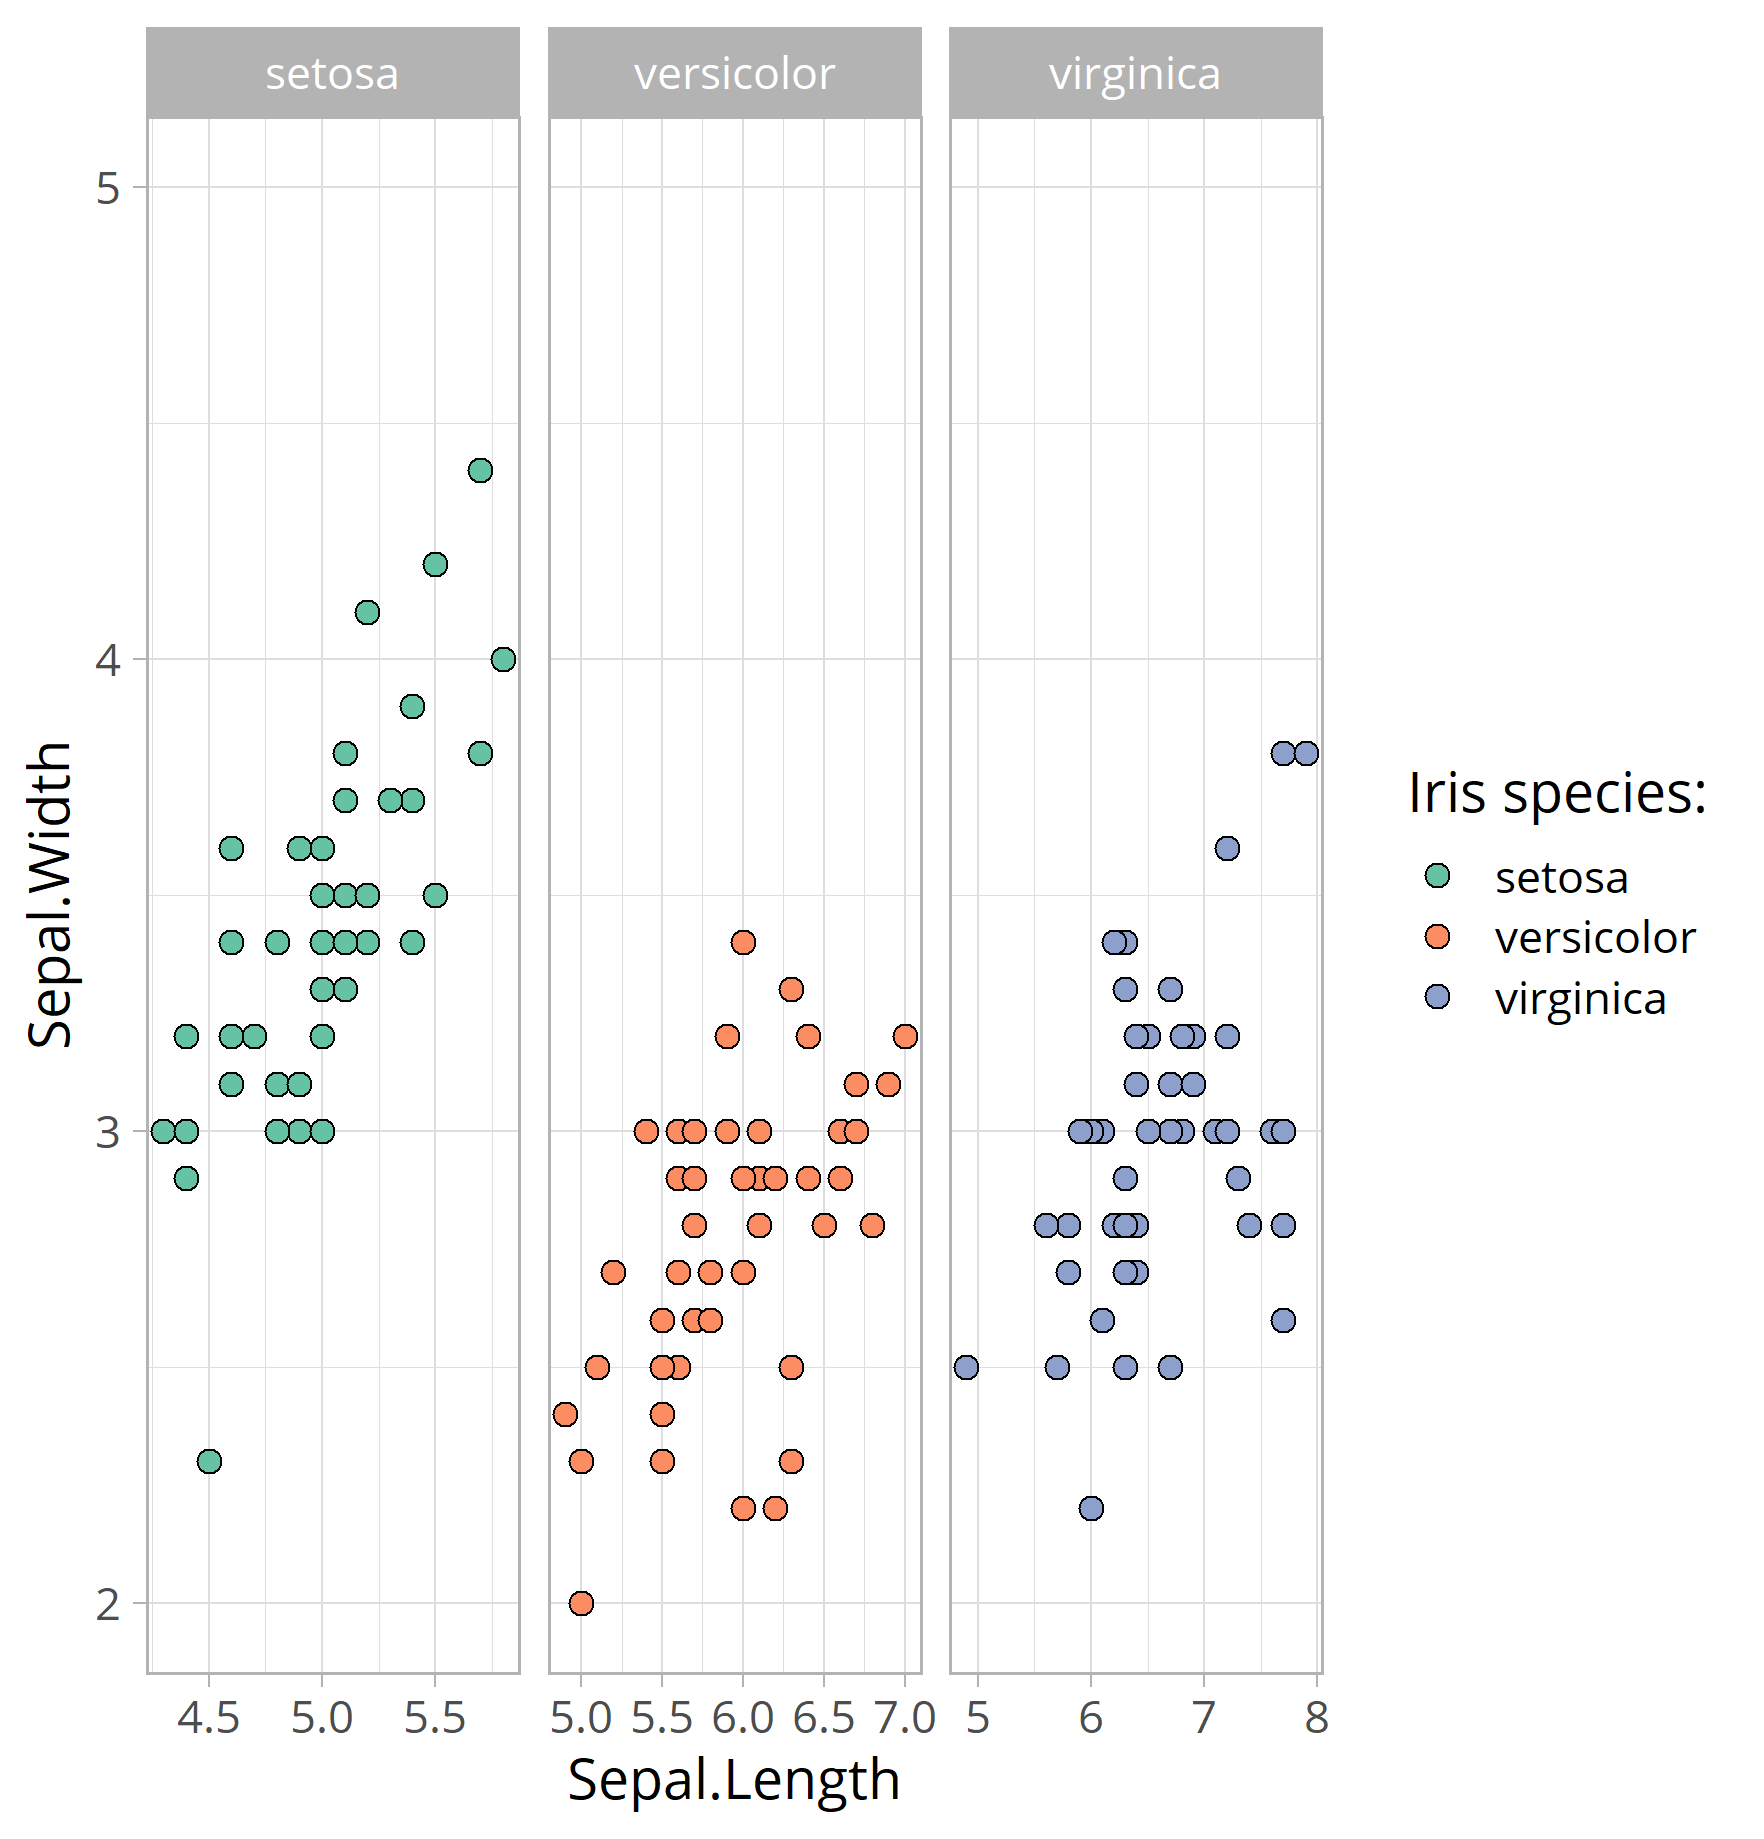 setosa versicolor virginica
5
4
3
2
Sepal.Width
4.5 5.0 5.5 5.0 5.5 6.0 6.5 7.0 5 6 7 8
Sepal.Length
Iris species:
setosa
versicolor
virginica